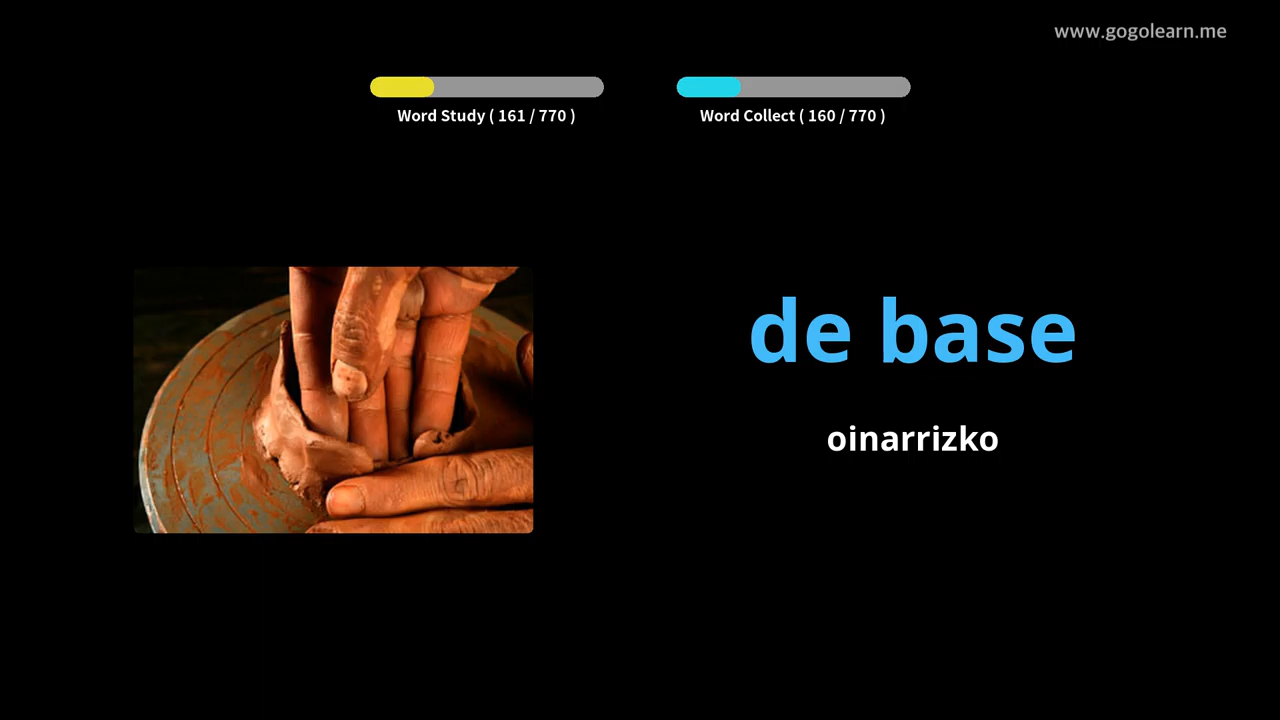 www.gogolearn.me
Word Study ( 161 / 770 )
Word Collect ( 160 / 770 )
de base
oinarrizko